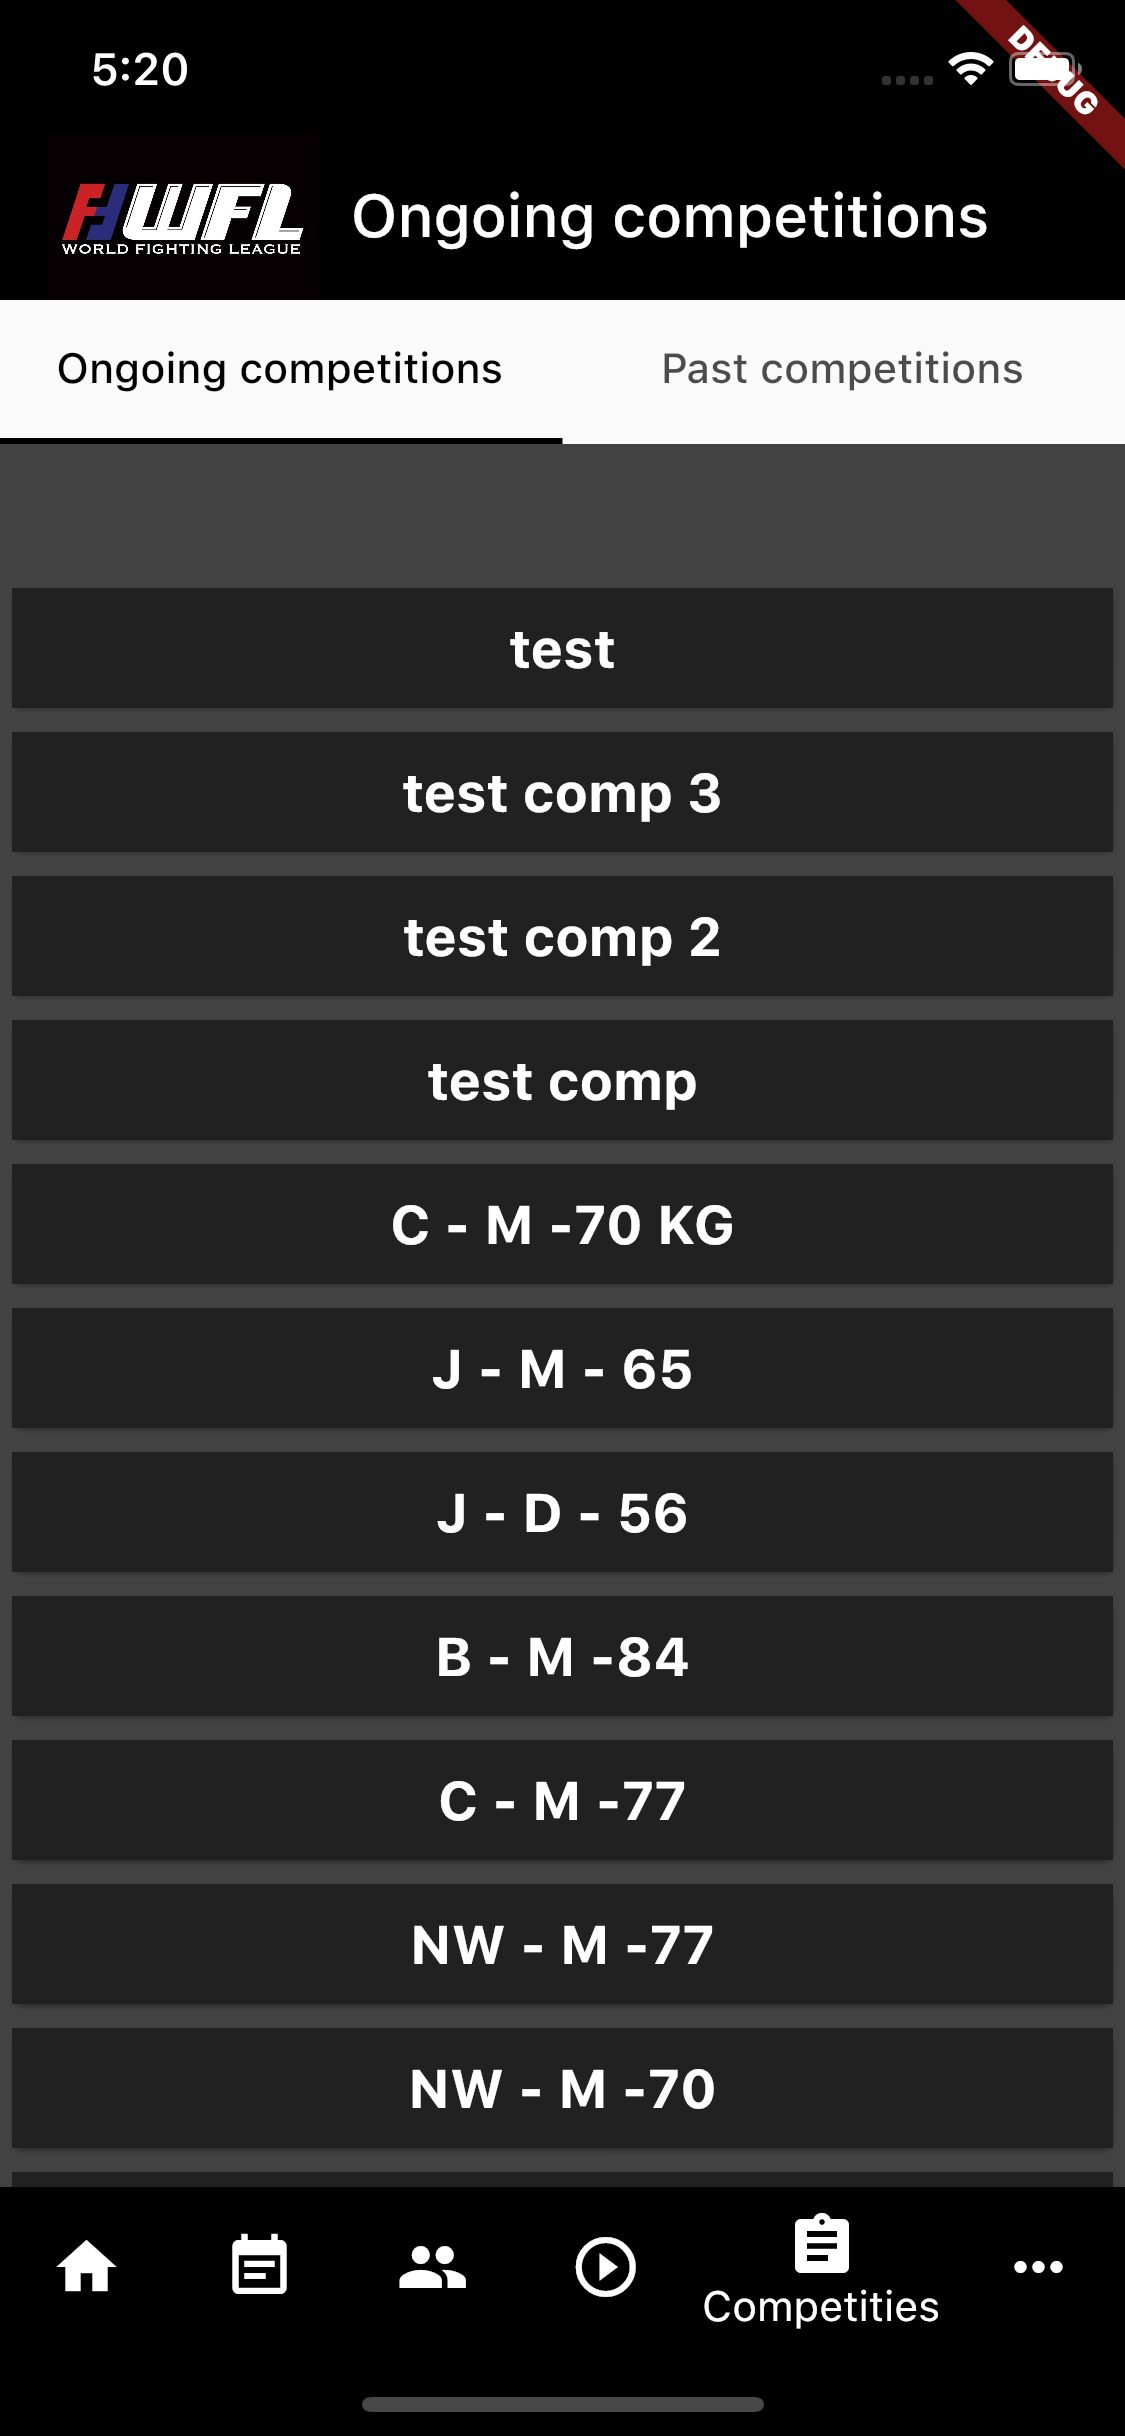 5:20
DEBUG
WFL
WORLD FIGHTING LEAGUE
Ongoing competitions
Ongoing competitions
Past competitions
test
test comp 3
test comp 2
test comp
C - M -70 KG
J - M - 65
J - D - 56
B - M -84
C - M -77
NW - M -77
NW - M -70
Competities